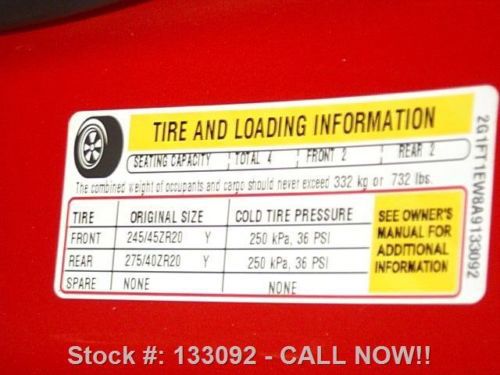 TIRE AND LOADING INFORMATION
SEATING CAPACITY TOTAL 4 FRONT 2 REAR 2
The combined weight of occupants and cargo should never exceed 332 kg or 732 lbs.
TIRE ORIGINAL SIZE COLD TIRE PRESSURE
FRONT 245/45ZR20 Y 250 kPa, 36 PSI
REAR 275/40ZR20 Y 250 kPa, 36 PSI
SPARE NONE NONE
SEE OWNER'S
MANUAL FOR
ADDITIONAL
INFORMATION
2G1FT1EW8A9133092
Stock #: 133092 - CALL NOW!!